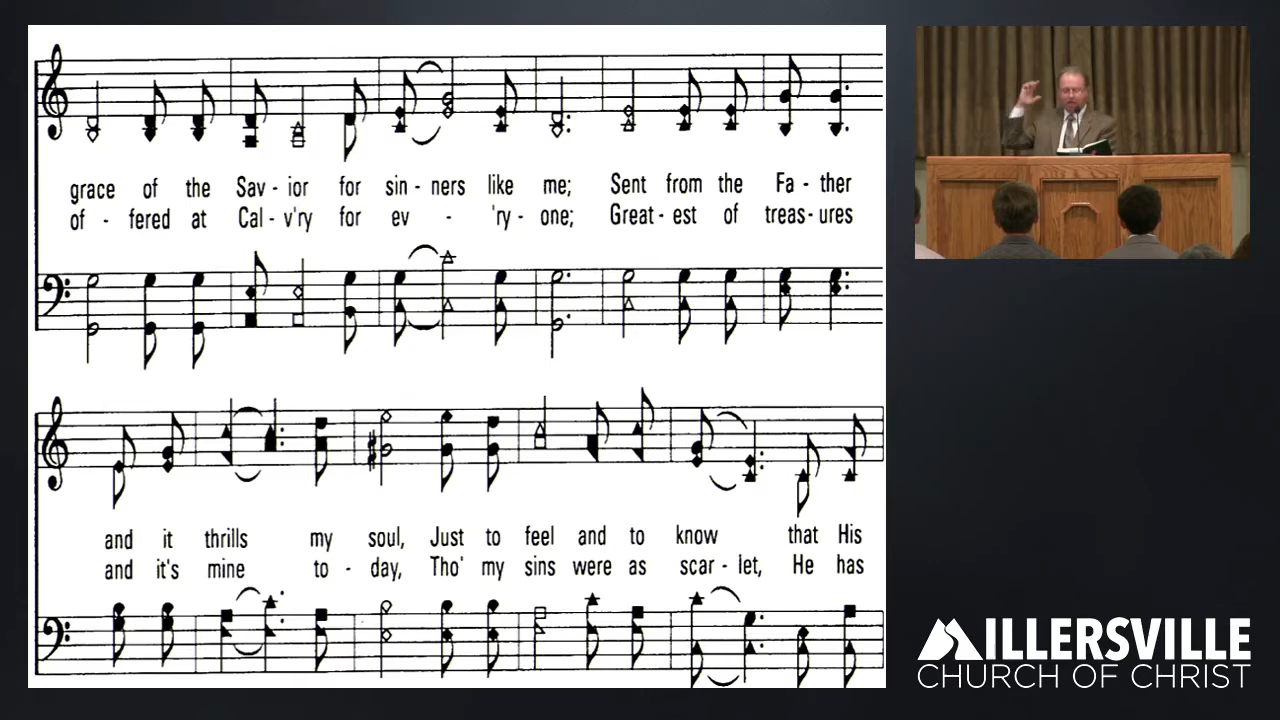 grace of the Sav - ior for sin - ners like me; Sent from the Fa - ther
of - fered at Cal - v'ry for ev - 'ry - one; Great - est of treas - ures
and it thrills my soul, Just to feel and to know that His
and it's mine to - day, Tho' my sins were as scar - let, He has
MILLERSVILLE
CHURCH OF CHRIST